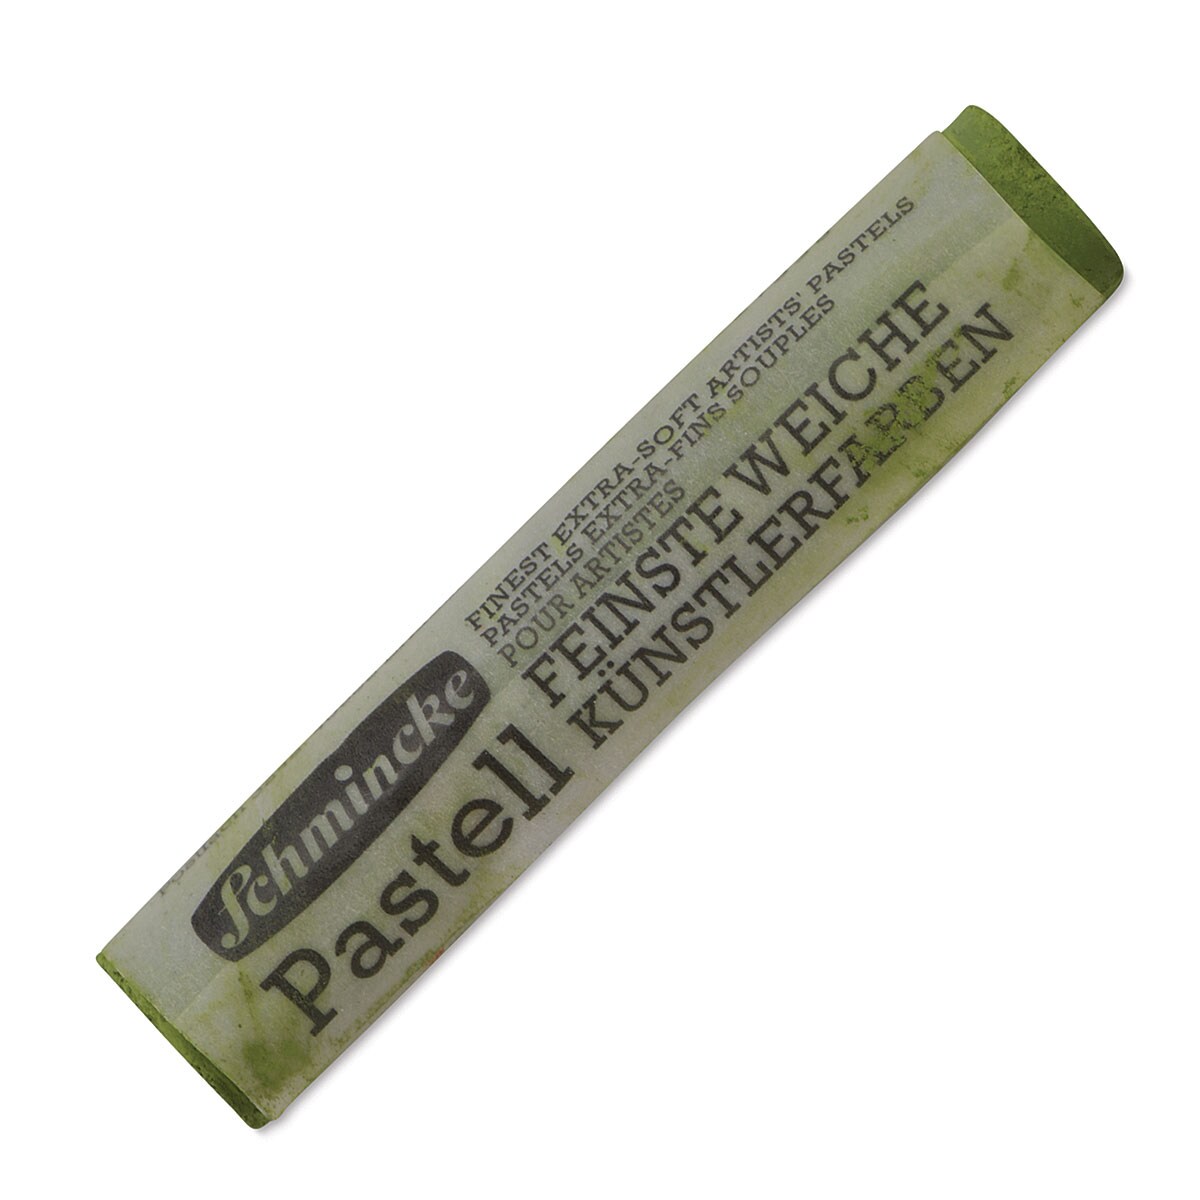 Schmincke
Pastell
FINEST EXTRA-SOFT ARTISTS' PASTELS
PASTELS EXTRA-FINS SOUPLES
POUR ARTISTES
FEINSTE WEICHE
KÜNSTLERFARBEN